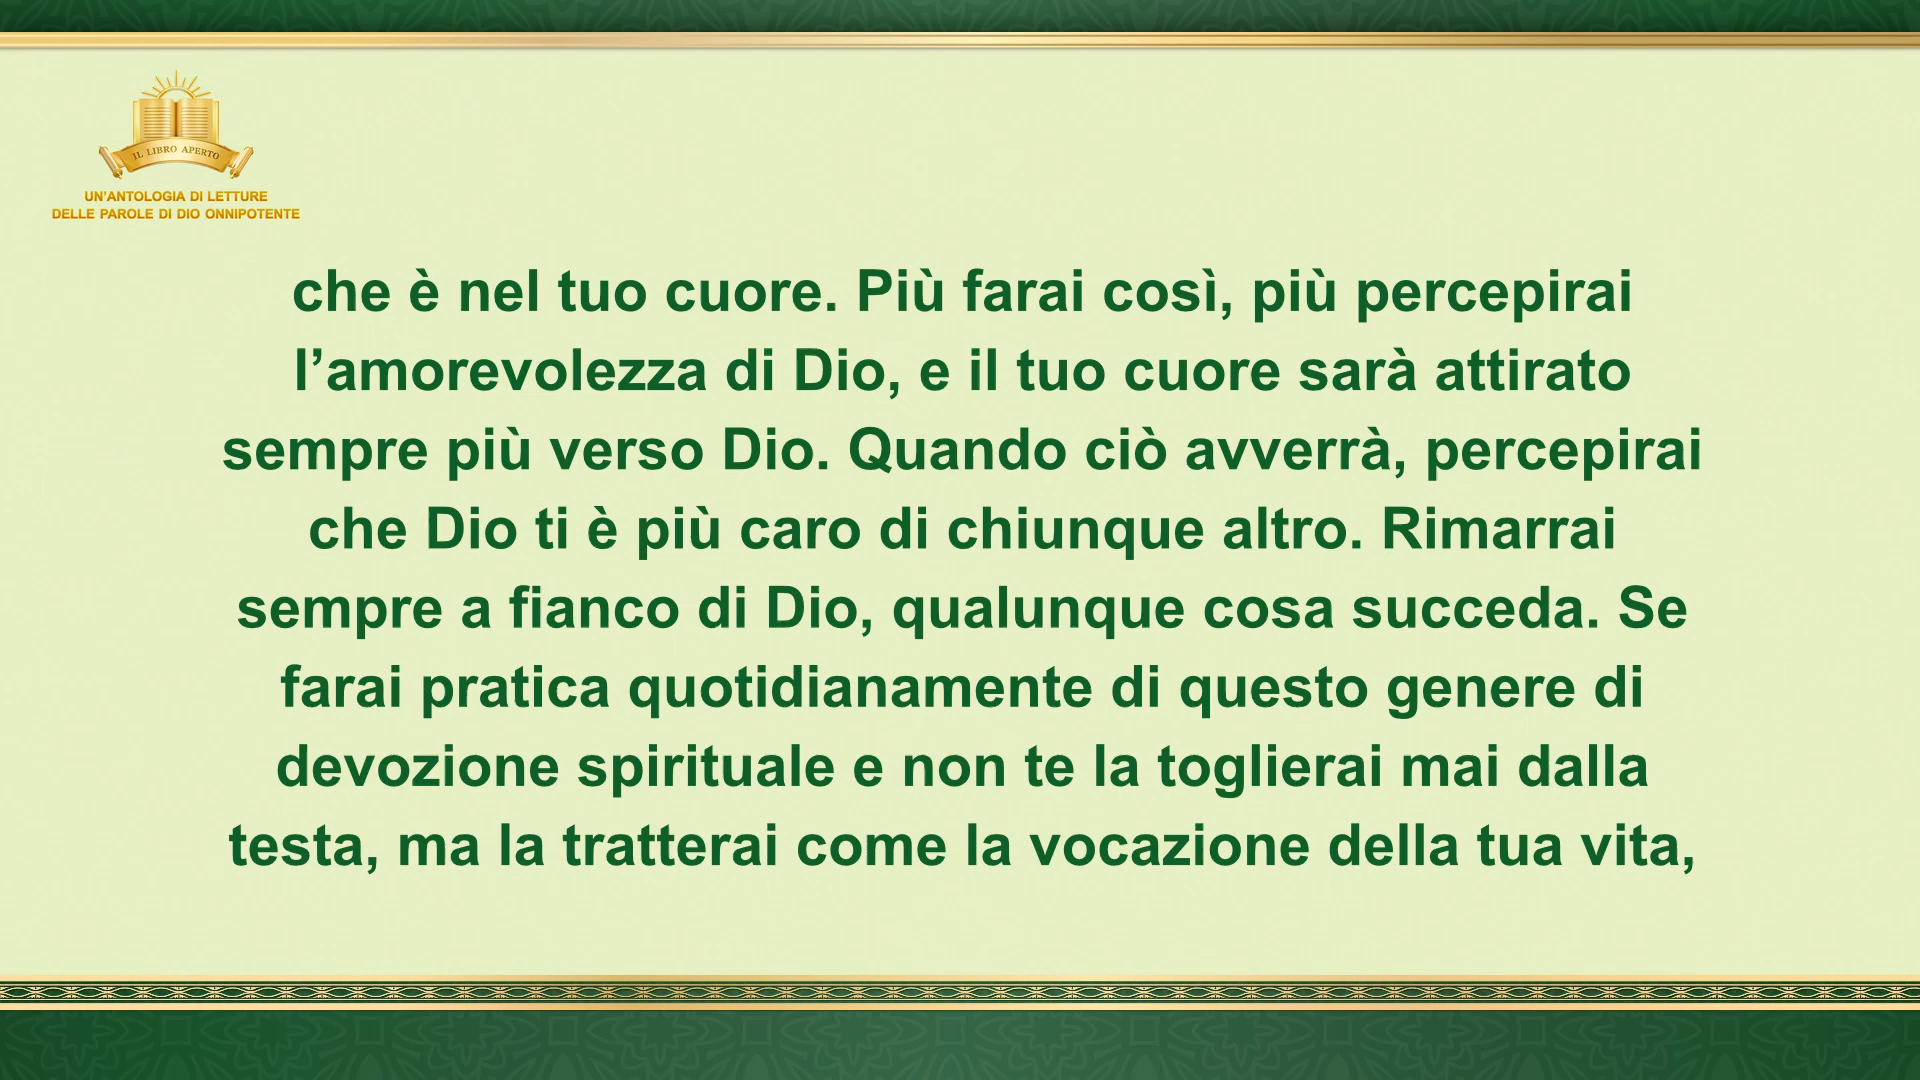 IL LIBRO APERTO
UN’ANTOLOGIA DI LETTURE
DELLE PAROLE DI DIO ONNIPOTENTE
che è nel tuo cuore. Più farai così, più percepirai
l’amorevolezza di Dio, e il tuo cuore sarà attirato
sempre più verso Dio. Quando ciò avverrà, percepirai
che Dio ti è più caro di chiunque altro. Rimarrai
sempre a fianco di Dio, qualunque cosa succeda. Se
farai pratica quotidianamente di questo genere di
devozione spirituale e non te la toglierai mai dalla
testa, ma la tratterai come la vocazione della tua vita,